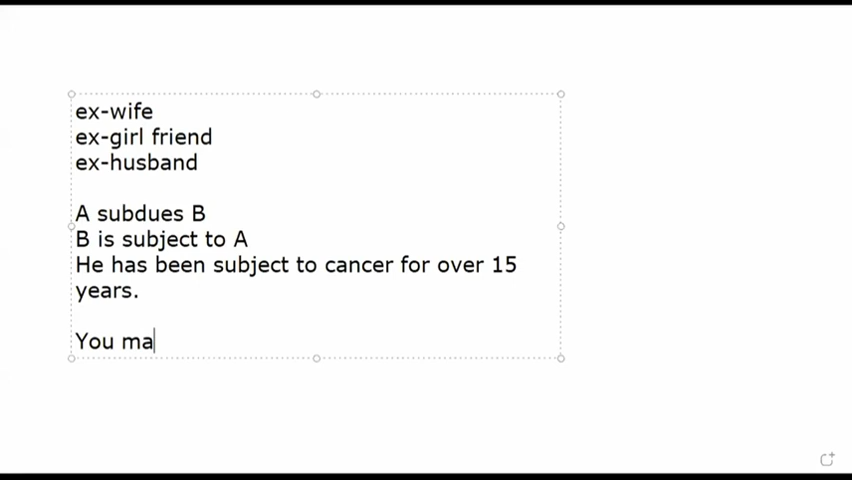 ex-wife
ex-girl friend
ex-husband
A subdues B
B is subject to A
He has been subject to cancer for over 15
years.
You ma